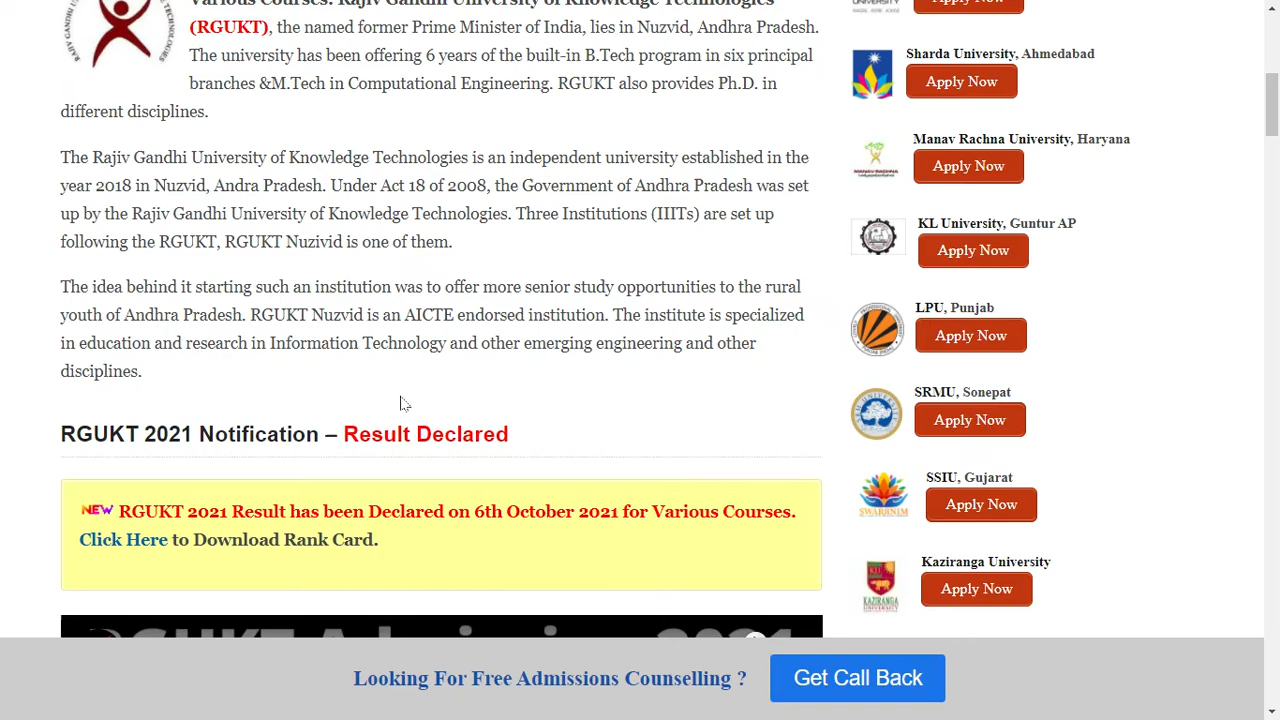 Various Courses. Rajiv Gandhi University of Knowledge Technologies
(RGUKT), the named former Prime Minister of India, lies in Nuzvid, Andhra Pradesh.
The university has been offering 6 years of the built-in B.Tech program in six principal
branches &M.Tech in Computational Engineering. RGUKT also provides Ph.D. in
different disciplines.
The Rajiv Gandhi University of Knowledge Technologies is an independent university established in the
year 2018 in Nuzvid, Andra Pradesh. Under Act 18 of 2008, the Government of Andhra Pradesh was set
up by the Rajiv Gandhi University of Knowledge Technologies. Three Institutions (IIITs) are set up
following the RGUKT, RGUKT Nuzivid is one of them.
The idea behind it starting such an institution was to offer more senior study opportunities to the rural
youth of Andhra Pradesh. RGUKT Nuzvid is an AICTE endorsed institution. The institute is specialized
in education and research in Information Technology and other emerging engineering and other
disciplines.
RGUKT 2021 Notification – Result Declared
NEW RGUKT 2021 Result has been Declared on 6th October 2021 for Various Courses.
Click Here to Download Rank Card.
Apply Now
Sharda University, Ahmedabad
Apply Now
Manav Rachna University, Haryana
Apply Now
KL University, Guntur AP
Apply Now
LPU, Punjab
Apply Now
SRMU, Sonepat
Apply Now
SSIU, Gujarat
SWARRNIM
Apply Now
Kaziranga University
KAZIRANGA
Apply Now
Looking For Free Admissions Counselling ?
Get Call Back